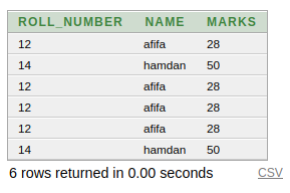 ROLL_NUMBER NAME MARKS
12 afifa 28
14 hamdan 50
12 afifa 28
12 afifa 28
12 afifa 28
14 hamdan 50
6 rows returned in 0.00 seconds CSV